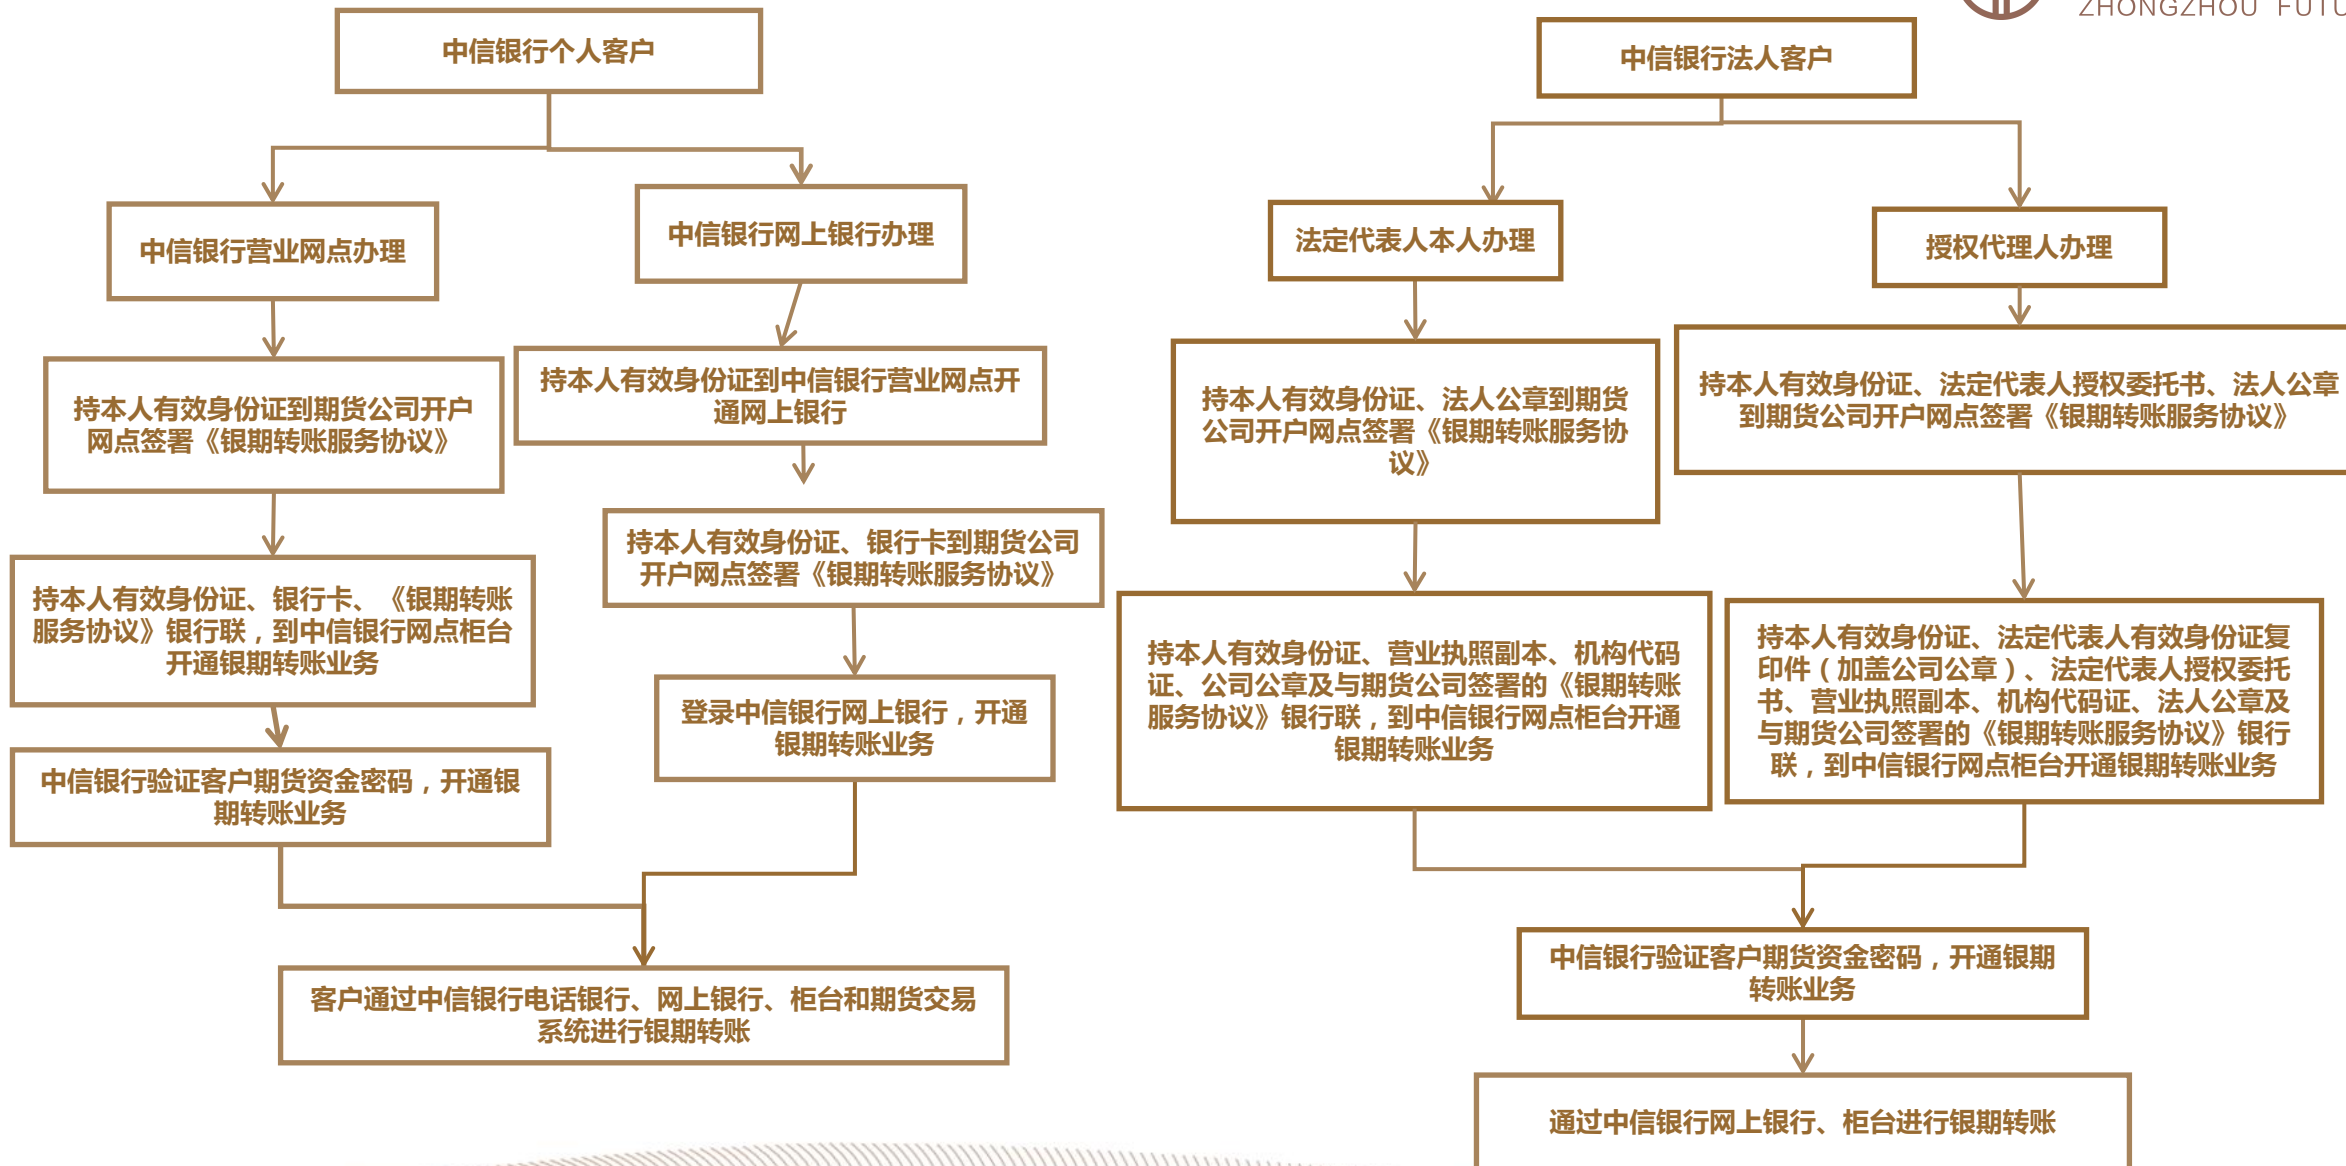 ZHONGZHOU FUTU
中信银行个人客户
中信银行营业网点办理
持本人有效身份证到期货公司开户
网点签署《银期转账服务协议》
持本人有效身份证、银行卡、《银期转账
服务协议》银行联，到中信银行网点柜台
开通银期转账业务
中信银行验证客户期货资金密码，开通银
期转账业务
中信银行网上银行办理
持本人有效身份证到中信银行营业网点开
通网上银行
持本人有效身份证、银行卡到期货公司
开户网点签署《银期转账服务协议》
登录中信银行网上银行，开通
银期转账业务
客户通过中信银行电话银行、网上银行、柜台和期货交易
系统进行银期转账
中信银行法人客户
法定代表人本人办理
持本人有效身份证、法人公章到期货
公司开户网点签署《银期转账服务协
议》
持本人有效身份证、营业执照副本、机构代码
证、公司公章及与期货公司签署的《银期转账
服务协议》银行联，到中信银行网点柜台开通
银期转账业务
授权代理人办理
持本人有效身份证、法定代表人授权委托书、法人公章
到期货公司开户网点签署《银期转账服务协议》
持本人有效身份证、法定代表人有效身份证复
印件（加盖公司公章）、法定代表人授权委托
书、营业执照副本、机构代码证、法人公章及
与期货公司签署的《银期转账服务协议》银行
联，到中信银行网点柜台开通银期转账业务
中信银行验证客户期货资金密码，开通银期
转账业务
通过中信银行网上银行、柜台进行银期转账